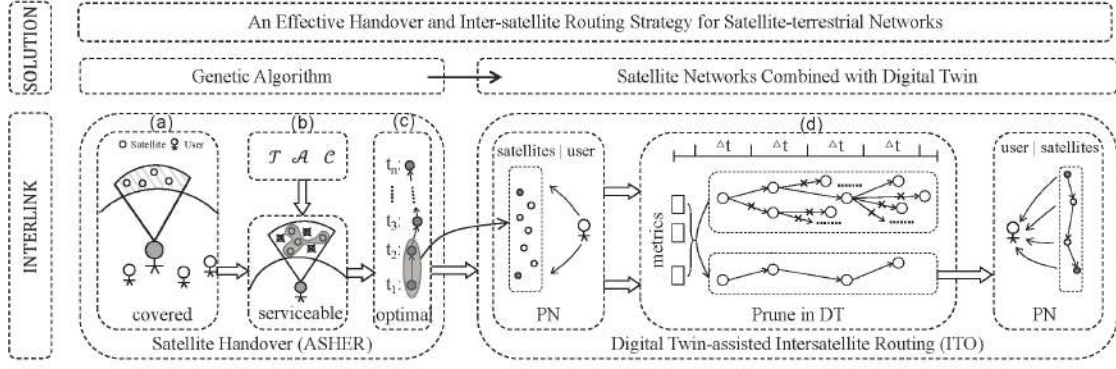 SOLUTION
An Effective Handover and Inter-satellite Routing Strategy for Satellite-terrestrial Networks
Genetic Algorithm
Satellite Networks Combined with Digital Twin
INTERLINK
(a)
Satellite User
covered
(b)
𝒯 𝒜 𝒞
serviceable
(c)
tn:
t3:
t2:
t1:
optimal
Satellite Handover (ASHER)
satellites | user
PN
(d)
Δt Δt Δt Δt
metrics
Prune in DT
user | satellites
PN
Digital Twin-assisted Intersatellite Routing (ITO)